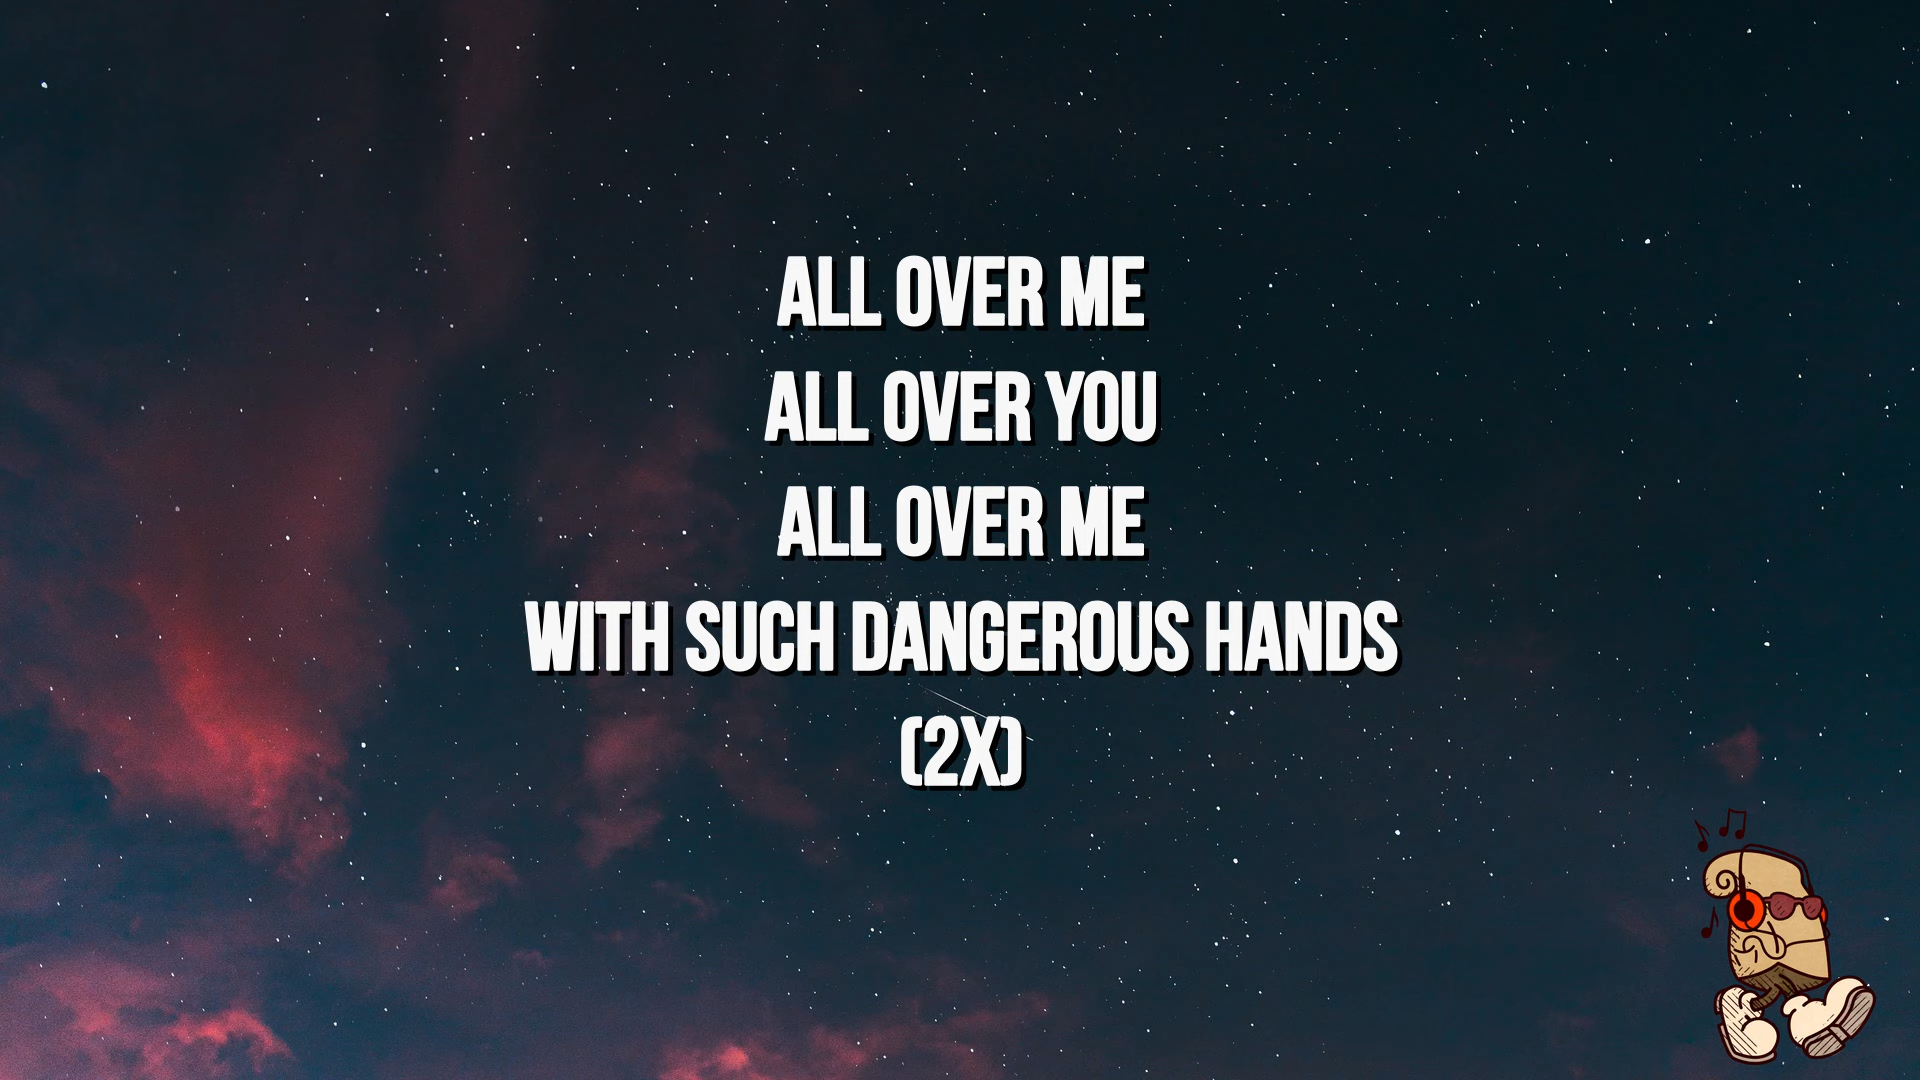 ALL OVER ME
ALL OVER YOU
ALL OVER ME
WITH SUCH DANGEROUS HANDS
(2X)